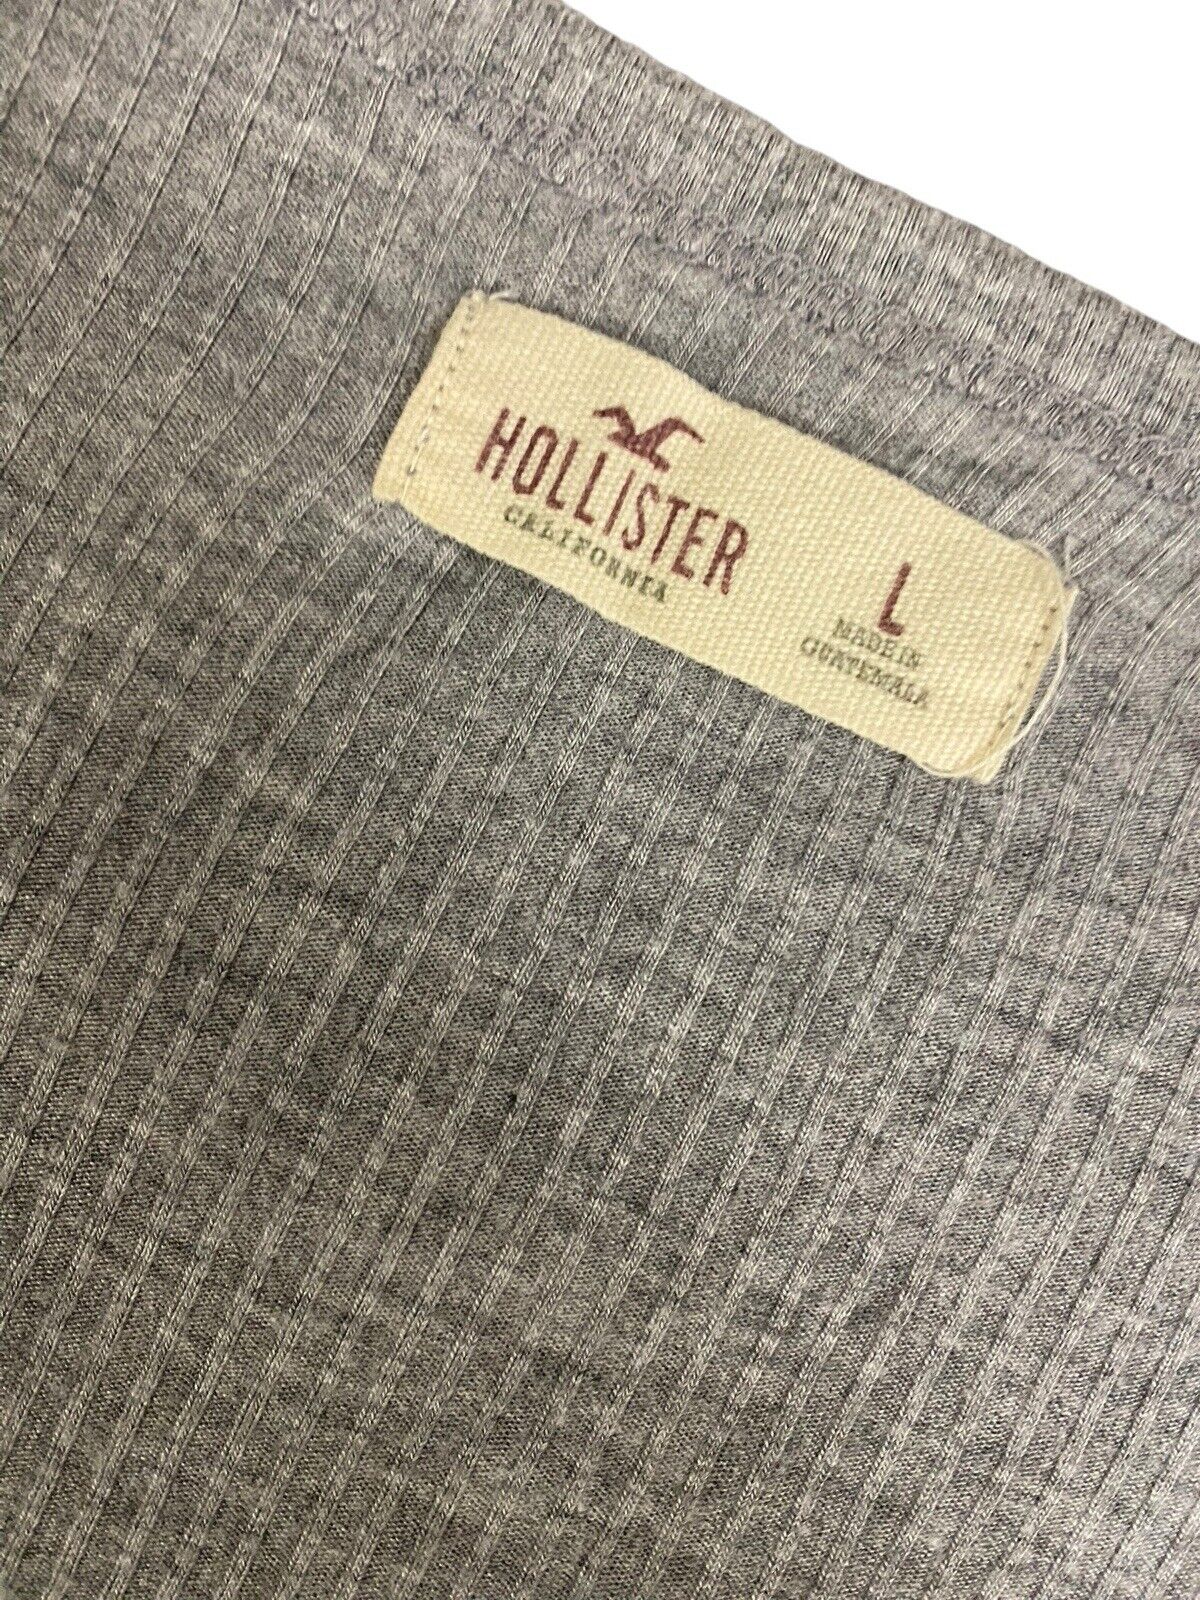 HOLLISTER
CALIFORNIA
L
MADE IN
GUATEMALA